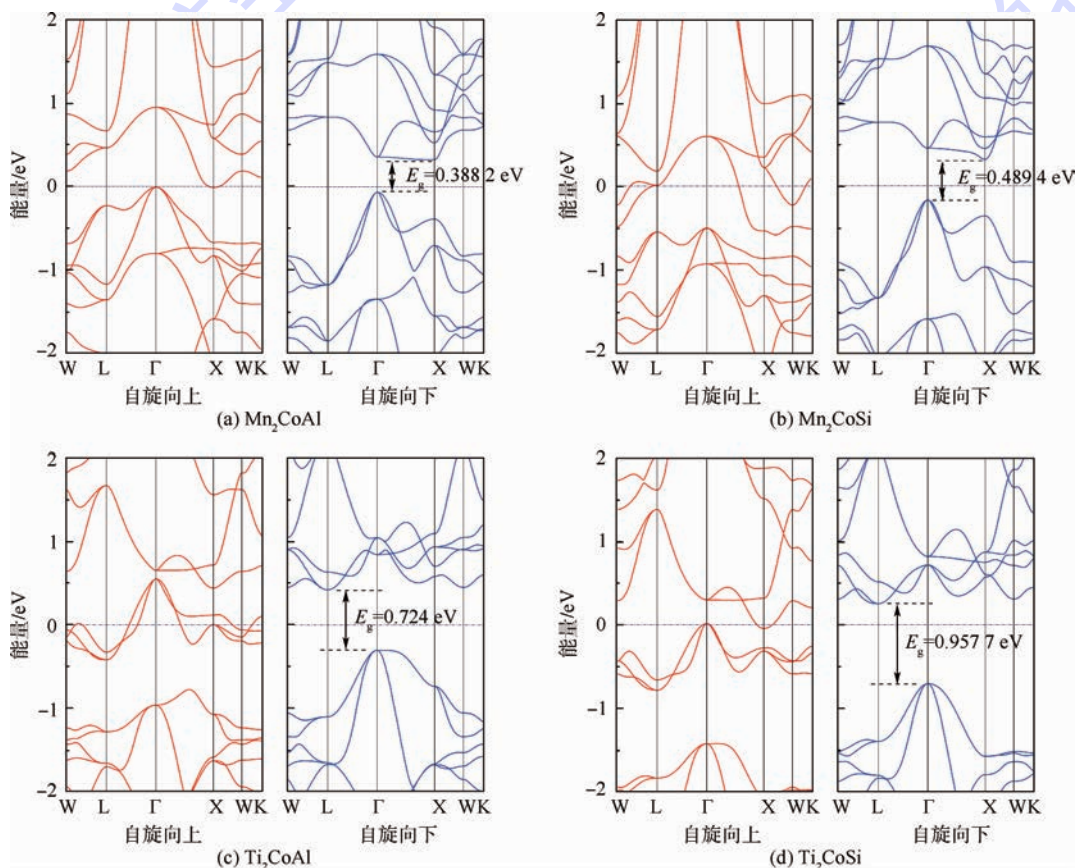 2
1
0
−1
−2
能量/eV
E_g=0.388 2 eV
W L Γ X WK
W L Γ X WK
自旋向上
自旋向下
(a) Mn₂CoAl
2
1
0
−1
−2
能量/eV
E_g=0.489 4 eV
W L Γ X WK
W L Γ X WK
自旋向上
自旋向下
(b) Mn₂CoSi
2
1
0
−1
−2
能量/eV
E_g=0.724 eV
W L Γ X WK
W L Γ X WK
自旋向上
自旋向下
(c) Ti₂CoAl
2
1
0
−1
−2
能量/eV
E_g=0.957 7 eV
W L Γ X WK
W L Γ X WK
自旋向上
自旋向下
(d) Ti₂CoSi